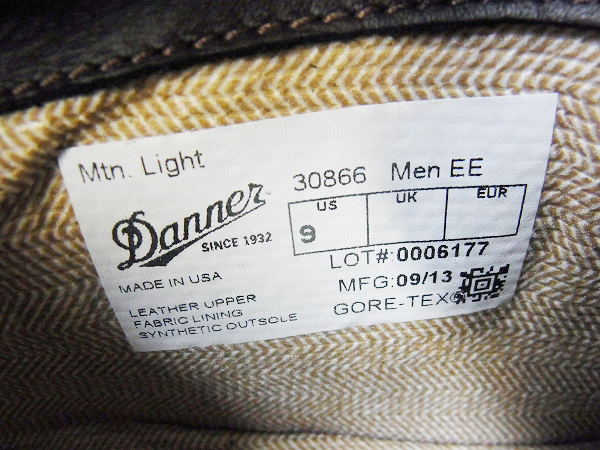 Mtn. Light
30866 Men EE
Danner
SINCE 1932
US UK EUR
9
LOT#:0006177
MADE IN USA
MFG:09/13
LEATHER UPPER
FABRIC LINING
SYNTHETIC OUTSOLE
GORE-TEX®